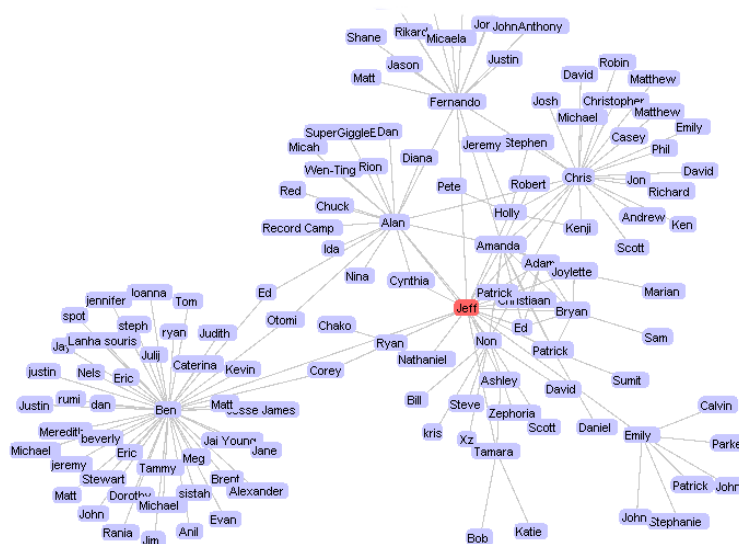 Jor
JohnAnthony
Rikard
Micaela
Shane
Jason
Justin
Matt
Fernando
Robin
David
Matthew
Josh
Christopher
Michael
Matthew
Emily
Casey
Phil
SuperGiggleE
Dan
Micah
Jeremy
Stephen
Diana
Wen-Ting
Rion
David
Chris
Jon
Red
Pete
Robert
Richard
Chuck
Holly
Andrew
Ken
Record Camp
Alan
Kenji
Ida
Amanda
Scott
Adam
Nina
Cynthia
Joylette
Ed
Patrick
Christiaan
Marian
Joanna
jennifer
Tom
spot
Jeff
Bryan
Otomi
steph
ryan
Judith
Chako
Ed
Lanha souris
Ryan
Non
Sam
Jay
Julij
Nathaniel
Patrick
Caterina
Kevin
Corey
Nels
Eric
justin
Ashley
Sumit
David
rumi
dan
Justin
Ben
Matt
Jesse James
Bill
Steve
Zephoria
Calvin
Meredith
kris
Scott
Daniel
Emily
beverly
Jai Young
Xz
Michael
Eric
Jane
Tamara
Parke
jeremy
Tammy
Meg
Stewart
Brent
Matt
Dorothy
sistah
Alexander
Patrick
John
John
Michael
Evan
John
Stephanie
Rania
Jim
Anil
Bob
Katie